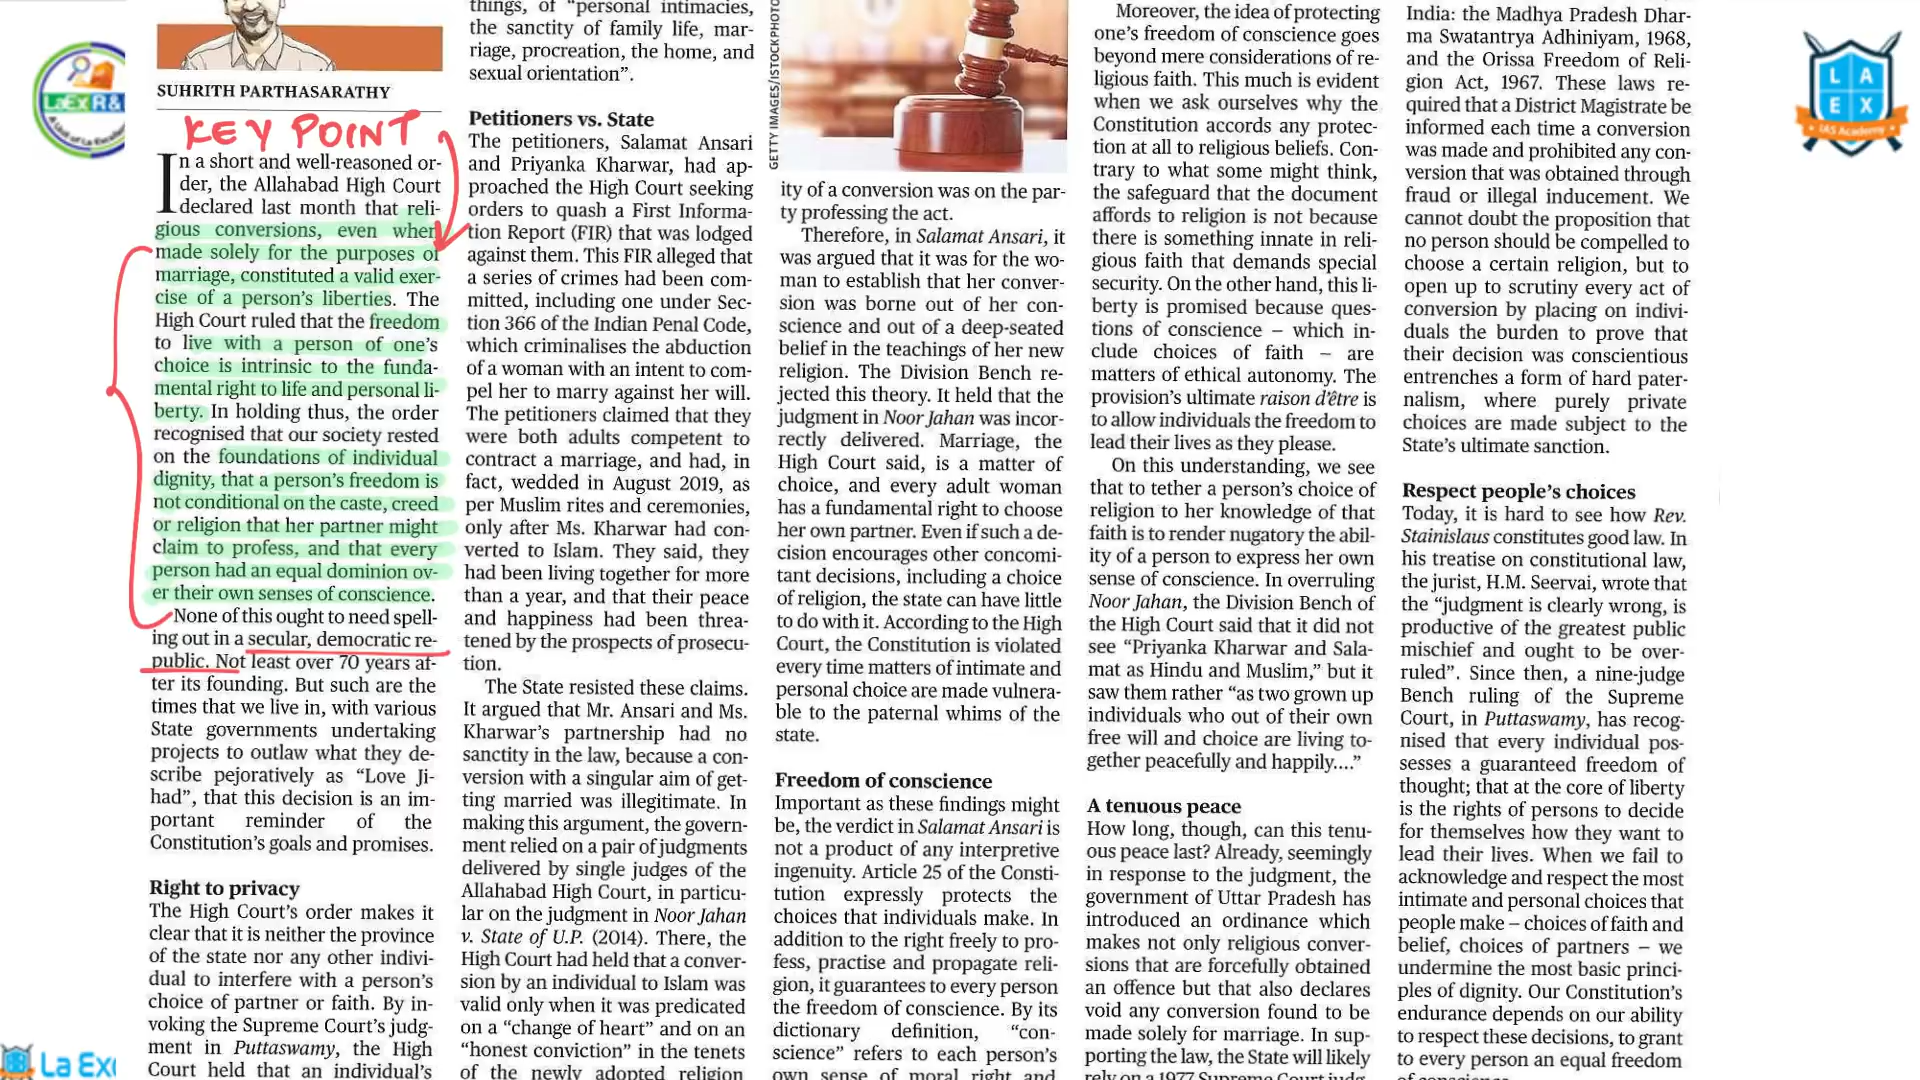 SUHRITH PARTHASARATHY
KEY POINT
In a short and well-reasoned or-
der, the Allahabad High Court
declared last month that reli-
gious conversions, even when
made solely for the purposes of
marriage, constituted a valid exer-
cise of a person's liberties. The
High Court ruled that the freedom
to live with a person of one's
choice is intrinsic to the funda-
mental right to life and personal li-
berty. In holding thus, the order
recognised that our society rested
on the foundations of individual
dignity, that a person's freedom is
not conditional on the caste, creed
or religion that her partner might
claim to profess, and that every
person had an equal dominion ov-
er their own senses of conscience.
None of this ought to need spell-
ing out in a secular, democratic re-
public. Not least over 70 years af-
ter its founding. But such are the
times that we live in, with various
State governments undertaking
projects to outlaw what they de-
scribe pejoratively as “Love Ji-
had”, that this decision is an im-
portant reminder of the
Constitution's goals and promises.
Right to privacy
The High Court's order makes it
clear that it is neither the province
of the state nor any other indivi-
dual to interfere with a person's
choice of partner or faith. By in-
voking the Supreme Court's judg-
ment in Puttaswamy, the High
Court held that an individual's
things, of “personal intimacies,
the sanctity of family life, mar-
riage, procreation, the home, and
sexual orientation”.
Petitioners vs. State
The petitioners, Salamat Ansari
and Priyanka Kharwar, had ap-
proached the High Court seeking
orders to quash a First Informa-
tion Report (FIR) that was lodged
against them. This FIR alleged that
a series of crimes had been com-
mitted, including one under Sec-
tion 366 of the Indian Penal Code,
which criminalises the abduction
of a woman with an intent to com-
pel her to marry against her will.
The petitioners claimed that they
were both adults competent to
contract a marriage, and had, in
fact, wedded in August 2019, as
per Muslim rites and ceremonies,
only after Ms. Kharwar had con-
verted to Islam. They said, they
had been living together for more
than a year, and that their peace
and happiness had been threa-
tened by the prospects of prosecu-
tion.
The State resisted these claims.
It argued that Mr. Ansari and Ms.
Kharwar's partnership had no
sanctity in the law, because a con-
version with a singular aim of get-
ting married was illegitimate. In
making this argument, the govern-
ment relied on a pair of judgments
delivered by single judges of the
Allahabad High Court, in particu-
lar on the judgment in Noor Jahan
v. State of U.P. (2014). There, the
High Court had held that a conver-
sion by an individual to Islam was
valid only when it was predicated
on a “change of heart” and on an
“honest conviction” in the tenets
of the newly adopted religion
GETTY IMAGES/ISTOCKPHOTO
ity of a conversion was on the par-
ty professing the act.
Therefore, in Salamat Ansari, it
was argued that it was for the wo-
man to establish that her conver-
sion was borne out of her con-
science and out of a deep-seated
belief in the teachings of her new
religion. The Division Bench re-
jected this theory. It held that the
judgment in Noor Jahan was incor-
rectly delivered. Marriage, the
High Court said, is a matter of
choice, and every adult woman
has a fundamental right to choose
her own partner. Even if such a de-
cision encourages other concomi-
tant decisions, including a choice
of religion, the state can have little
to do with it. According to the High
Court, the Constitution is violated
every time matters of intimate and
personal choice are made vulnera-
ble to the paternal whims of the
state.
Freedom of conscience
Important as these findings might
be, the verdict in Salamat Ansari is
not a product of any interpretive
ingenuity. Article 25 of the Consti-
tution expressly protects the
choices that individuals make. In
addition to the right freely to pro-
fess, practise and propagate reli-
gion, it guarantees to every person
the freedom of conscience. By its
dictionary definition, “con-
science” refers to each person's
own sense of moral right and
Moreover, the idea of protecting
one's freedom of conscience goes
beyond mere considerations of re-
ligious faith. This much is evident
when we ask ourselves why the
Constitution accords any protec-
tion at all to religious beliefs. Con-
trary to what some might think,
the safeguard that the document
affords to religion is not because
there is something innate in reli-
gious faith that demands special
security. On the other hand, this li-
berty is promised because ques-
tions of conscience – which in-
clude choices of faith – are
matters of ethical autonomy. The
provision's ultimate raison d'être is
to allow individuals the freedom to
lead their lives as they please.
On this understanding, we see
that to tether a person's choice of
religion to her knowledge of that
faith is to render nugatory the abil-
ity of a person to express her own
sense of conscience. In overruling
Noor Jahan, the Division Bench of
the High Court said that it did not
see “Priyanka Kharwar and Sala-
mat as Hindu and Muslim,” but it
saw them rather “as two grown up
individuals who out of their own
free will and choice are living to-
gether peacefully and happily....”
A tenuous peace
How long, though, can this tenu-
ous peace last? Already, seemingly
in response to the judgment, the
government of Uttar Pradesh has
introduced an ordinance which
makes not only religious conver-
sions that are forcefully obtained
an offence but that also declares
void any conversion found to be
made solely for marriage. In sup-
porting the law, the State will likely
rely on a 1977 Supreme Court judg-
India: the Madhya Pradesh Dhar-
ma Swatantrya Adhiniyam, 1968,
and the Orissa Freedom of Reli-
gion Act, 1967. These laws re-
quired that a District Magistrate be
informed each time a conversion
was made and prohibited any con-
version that was obtained through
fraud or illegal inducement. We
cannot doubt the proposition that
no person should be compelled to
choose a certain religion, but to
open up to scrutiny every act of
conversion by placing on indivi-
duals the burden to prove that
their decision was conscientious
entrenches a form of hard pater-
nalism, where purely private
choices are made subject to the
State's ultimate sanction.
Respect people's choices
Today, it is hard to see how Rev.
Stainislaus constitutes good law. In
his treatise on constitutional law,
the jurist, H.M. Seervai, wrote that
the “judgment is clearly wrong, is
productive of the greatest public
mischief and ought to be over-
ruled”. Since then, a nine-judge
Bench ruling of the Supreme
Court, in Puttaswamy, has recog-
nised that every individual pos-
sesses a guaranteed freedom of
thought; that at the core of liberty
is the rights of persons to decide
for themselves how they want to
lead their lives. When we fail to
acknowledge and respect the most
intimate and personal choices that
people make – choices of faith and
belief, choices of partners – we
undermine the most basic princi-
ples of dignity. Our Constitution's
endurance depends on our ability
to respect these decisions, to grant
to every person an equal freedom
of conscience.
LaEx R&
L A
E X
IAS Academy
La Ex